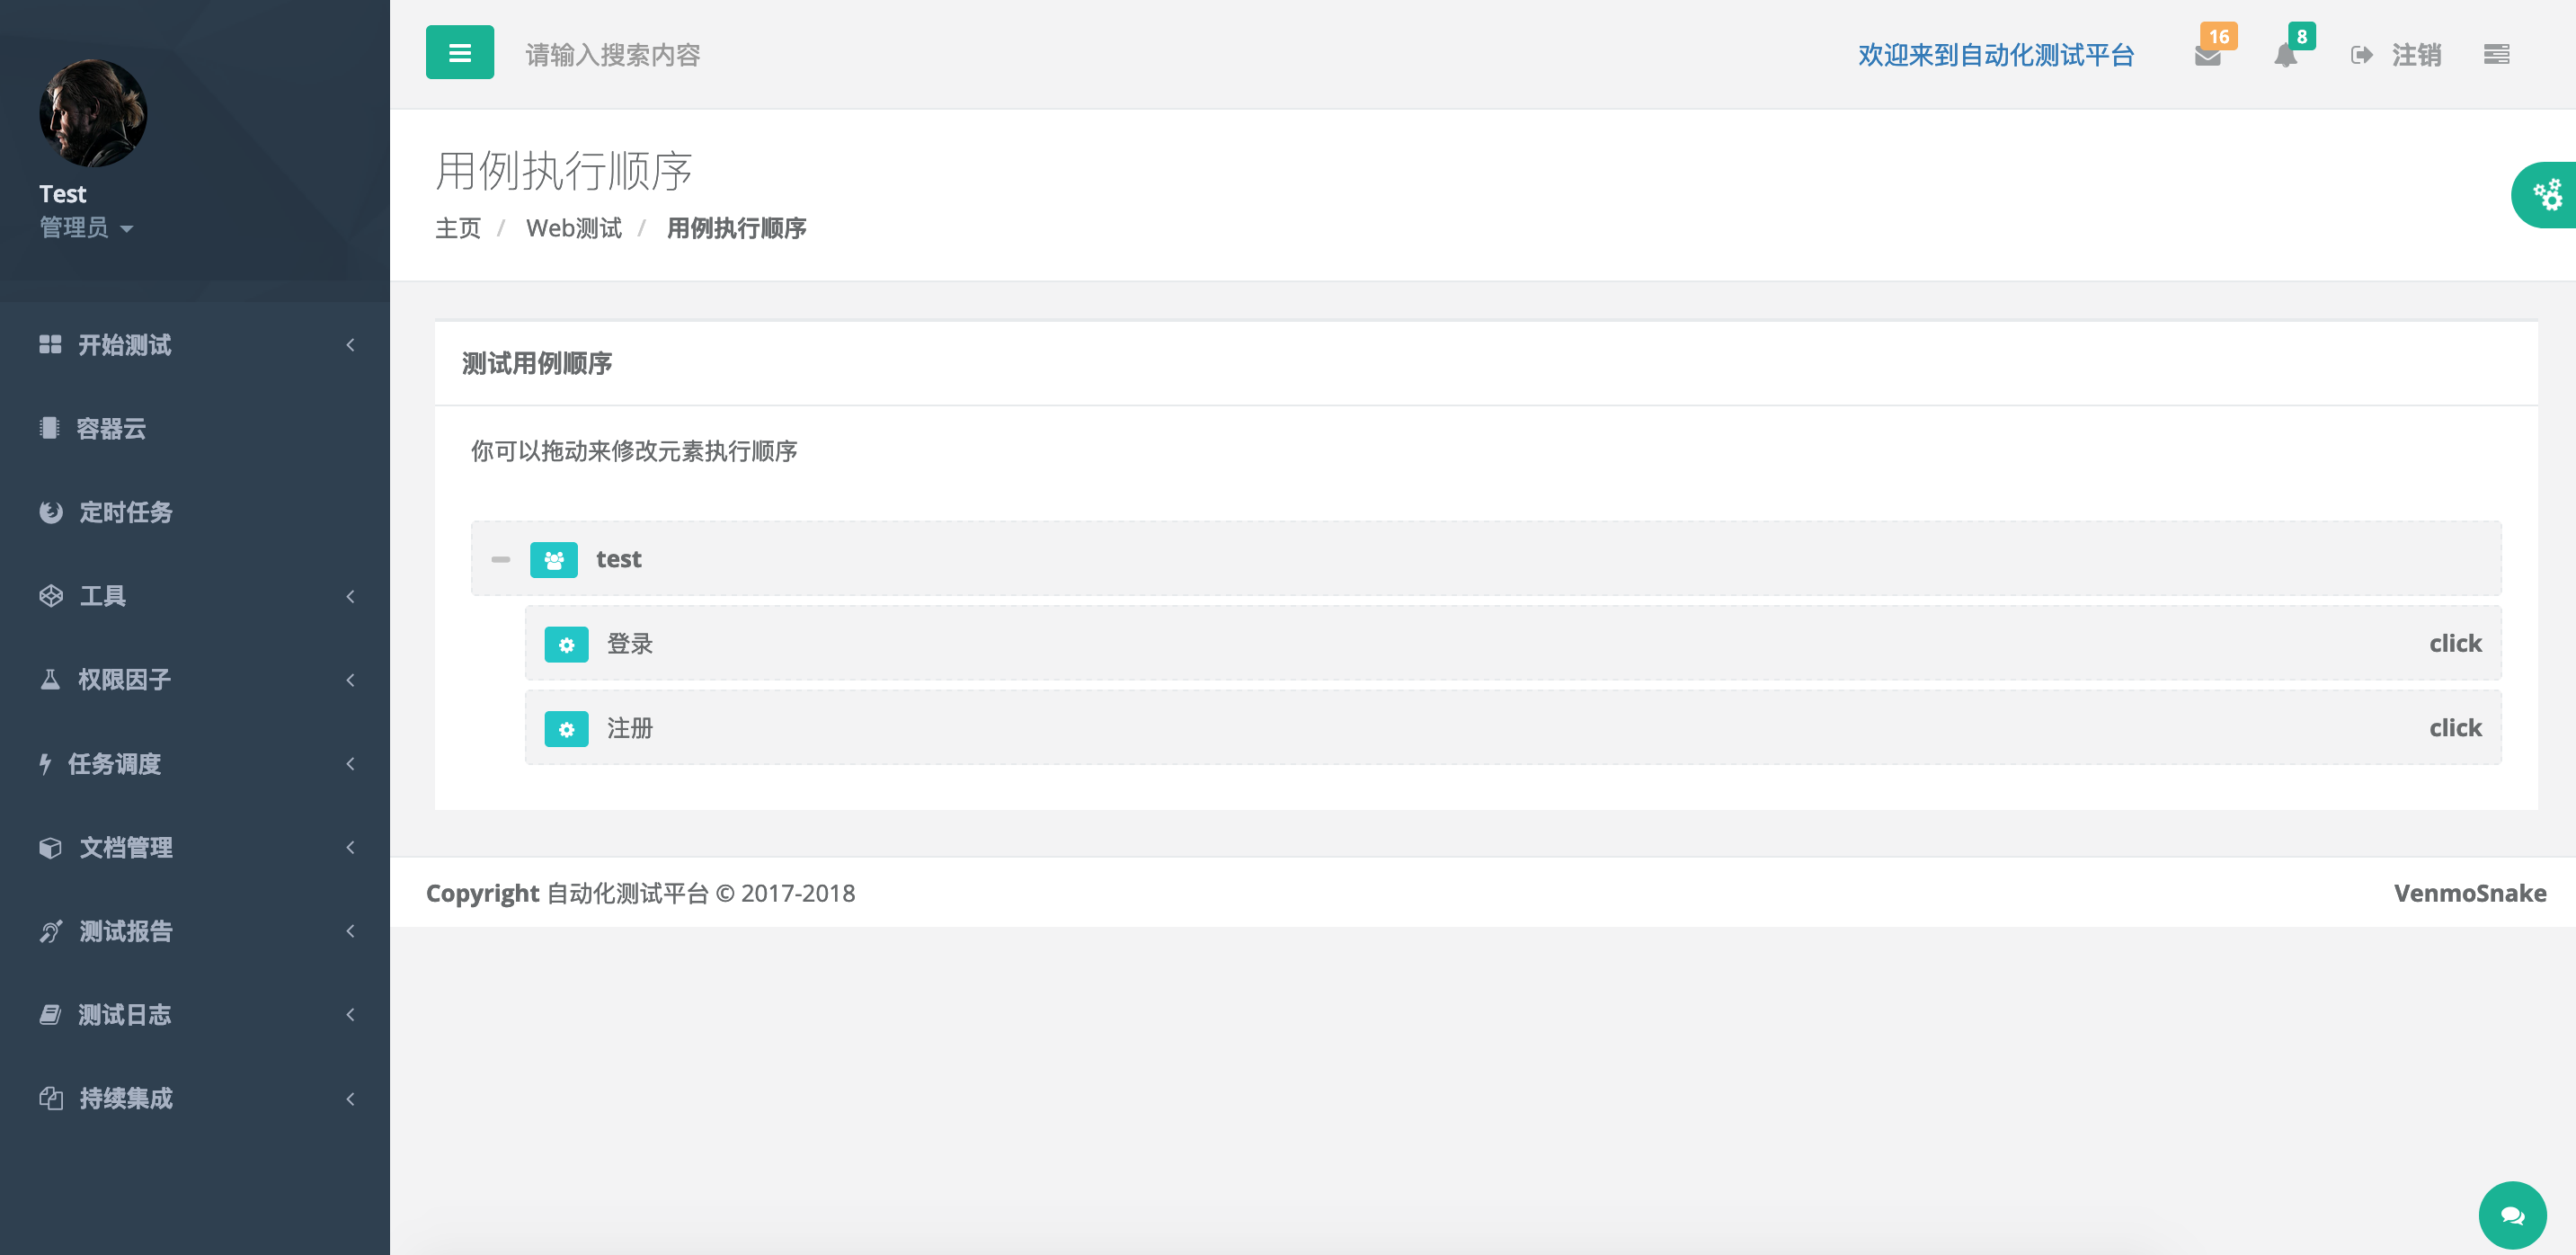 Test
管理员
开始测试
容器云
定时任务
工具
权限因子
任务调度
文档管理
测试报告
测试日志
持续集成
请输入搜索内容
欢迎来到自动化测试平台
16
8
注销
用例执行顺序
主页 / Web测试 / 用例执行顺序
测试用例顺序
你可以拖动来修改元素执行顺序
test
登录 click
注册 click
Copyright 自动化测试平台 © 2017-2018
VenmoSnake